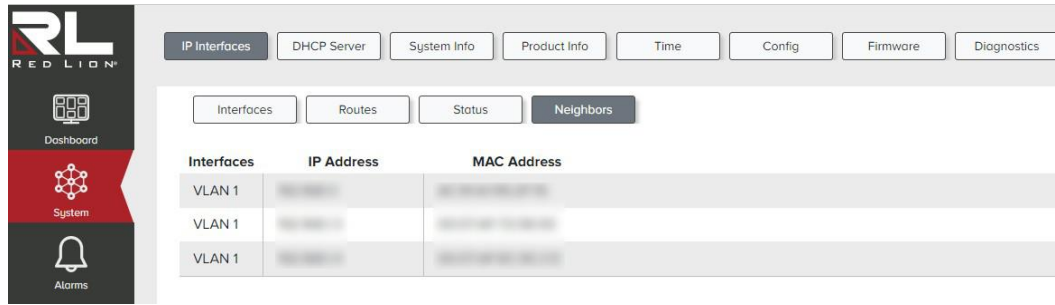 RED LION®
IP Interfaces DHCP Server System Info Product Info Time Config Firmware Diagnostics
Interfaces Routes Status Neighbors
Dashboard
Interfaces IP Address MAC Address
VLAN 1
System
VLAN 1
VLAN 1
Alarms